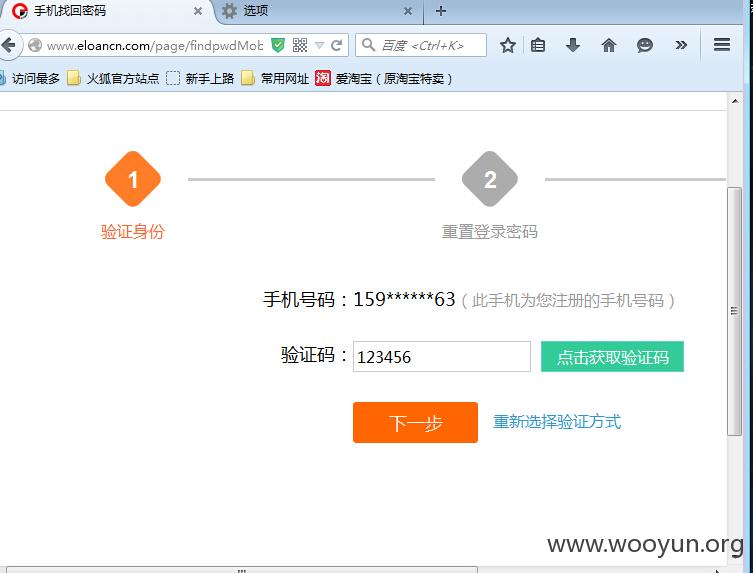 手机找回密码 选项
www.eloancn.com/page/findpwdMob 百度 <Ctrl+K>
访问最多 火狐官方站点 新手上路 常用网址 淘 爱淘宝（原淘宝特卖）
1 2
验证身份 重置登录密码
手机号码：159******63（此手机为您注册的手机号码）
验证码：123456 点击获取验证码
下一步 重新选择验证方式
www.wooyun.org